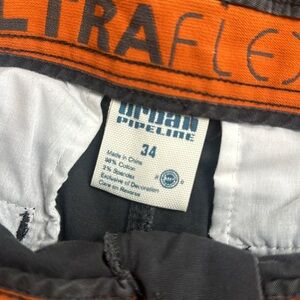 LTRAFLEX
URBAN
PIPELINE
34
Made in China
98% Cotton
2% Spandex
Exclusive of Decoration
Care on Reverse